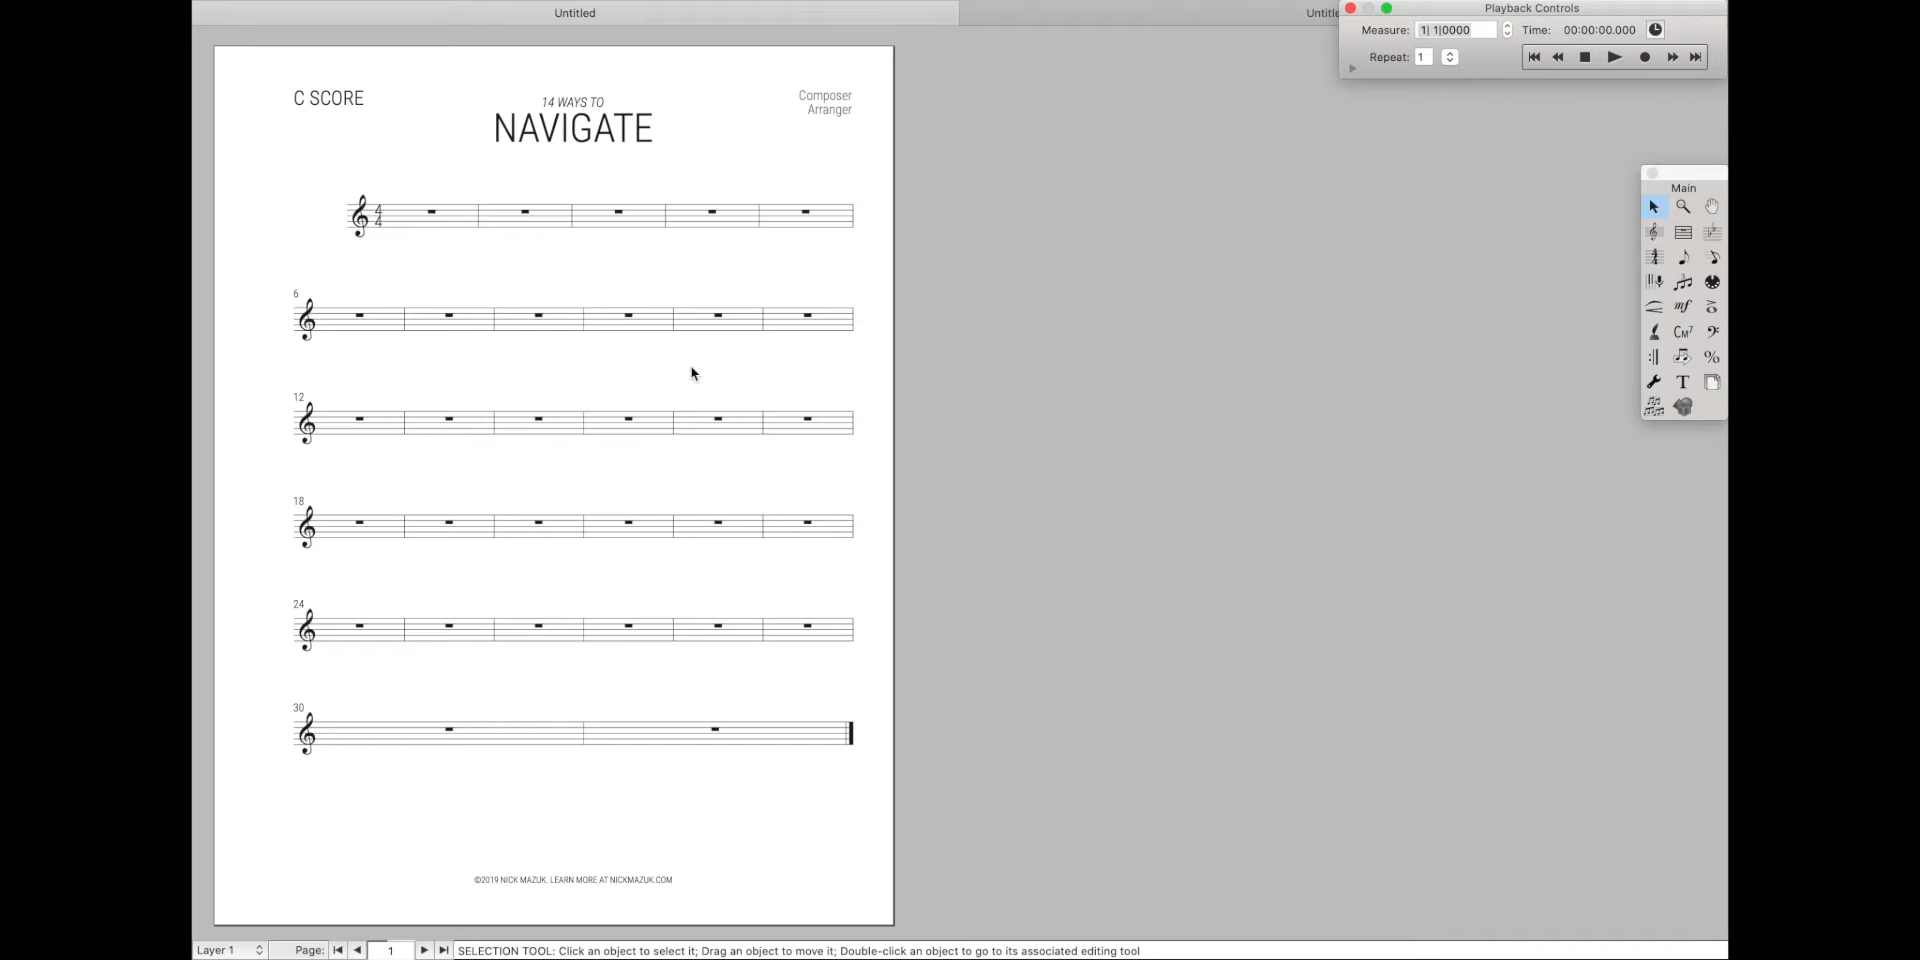 Untitled
Playback Controls
Measure: 1| 1|0000 Time: 00:00:00.000
Repeat: 1
C SCORE
14 WAYS TO
NAVIGATE
Composer
Arranger
Main
6
12
18
24
30
©2019 NICK MAZUK. LEARN MORE AT NICKMAZUK.COM
Layer 1 Page: 1 SELECTION TOOL: Click an object to select it; Drag an object to move it; Double-click an object to go to its associated editing tool